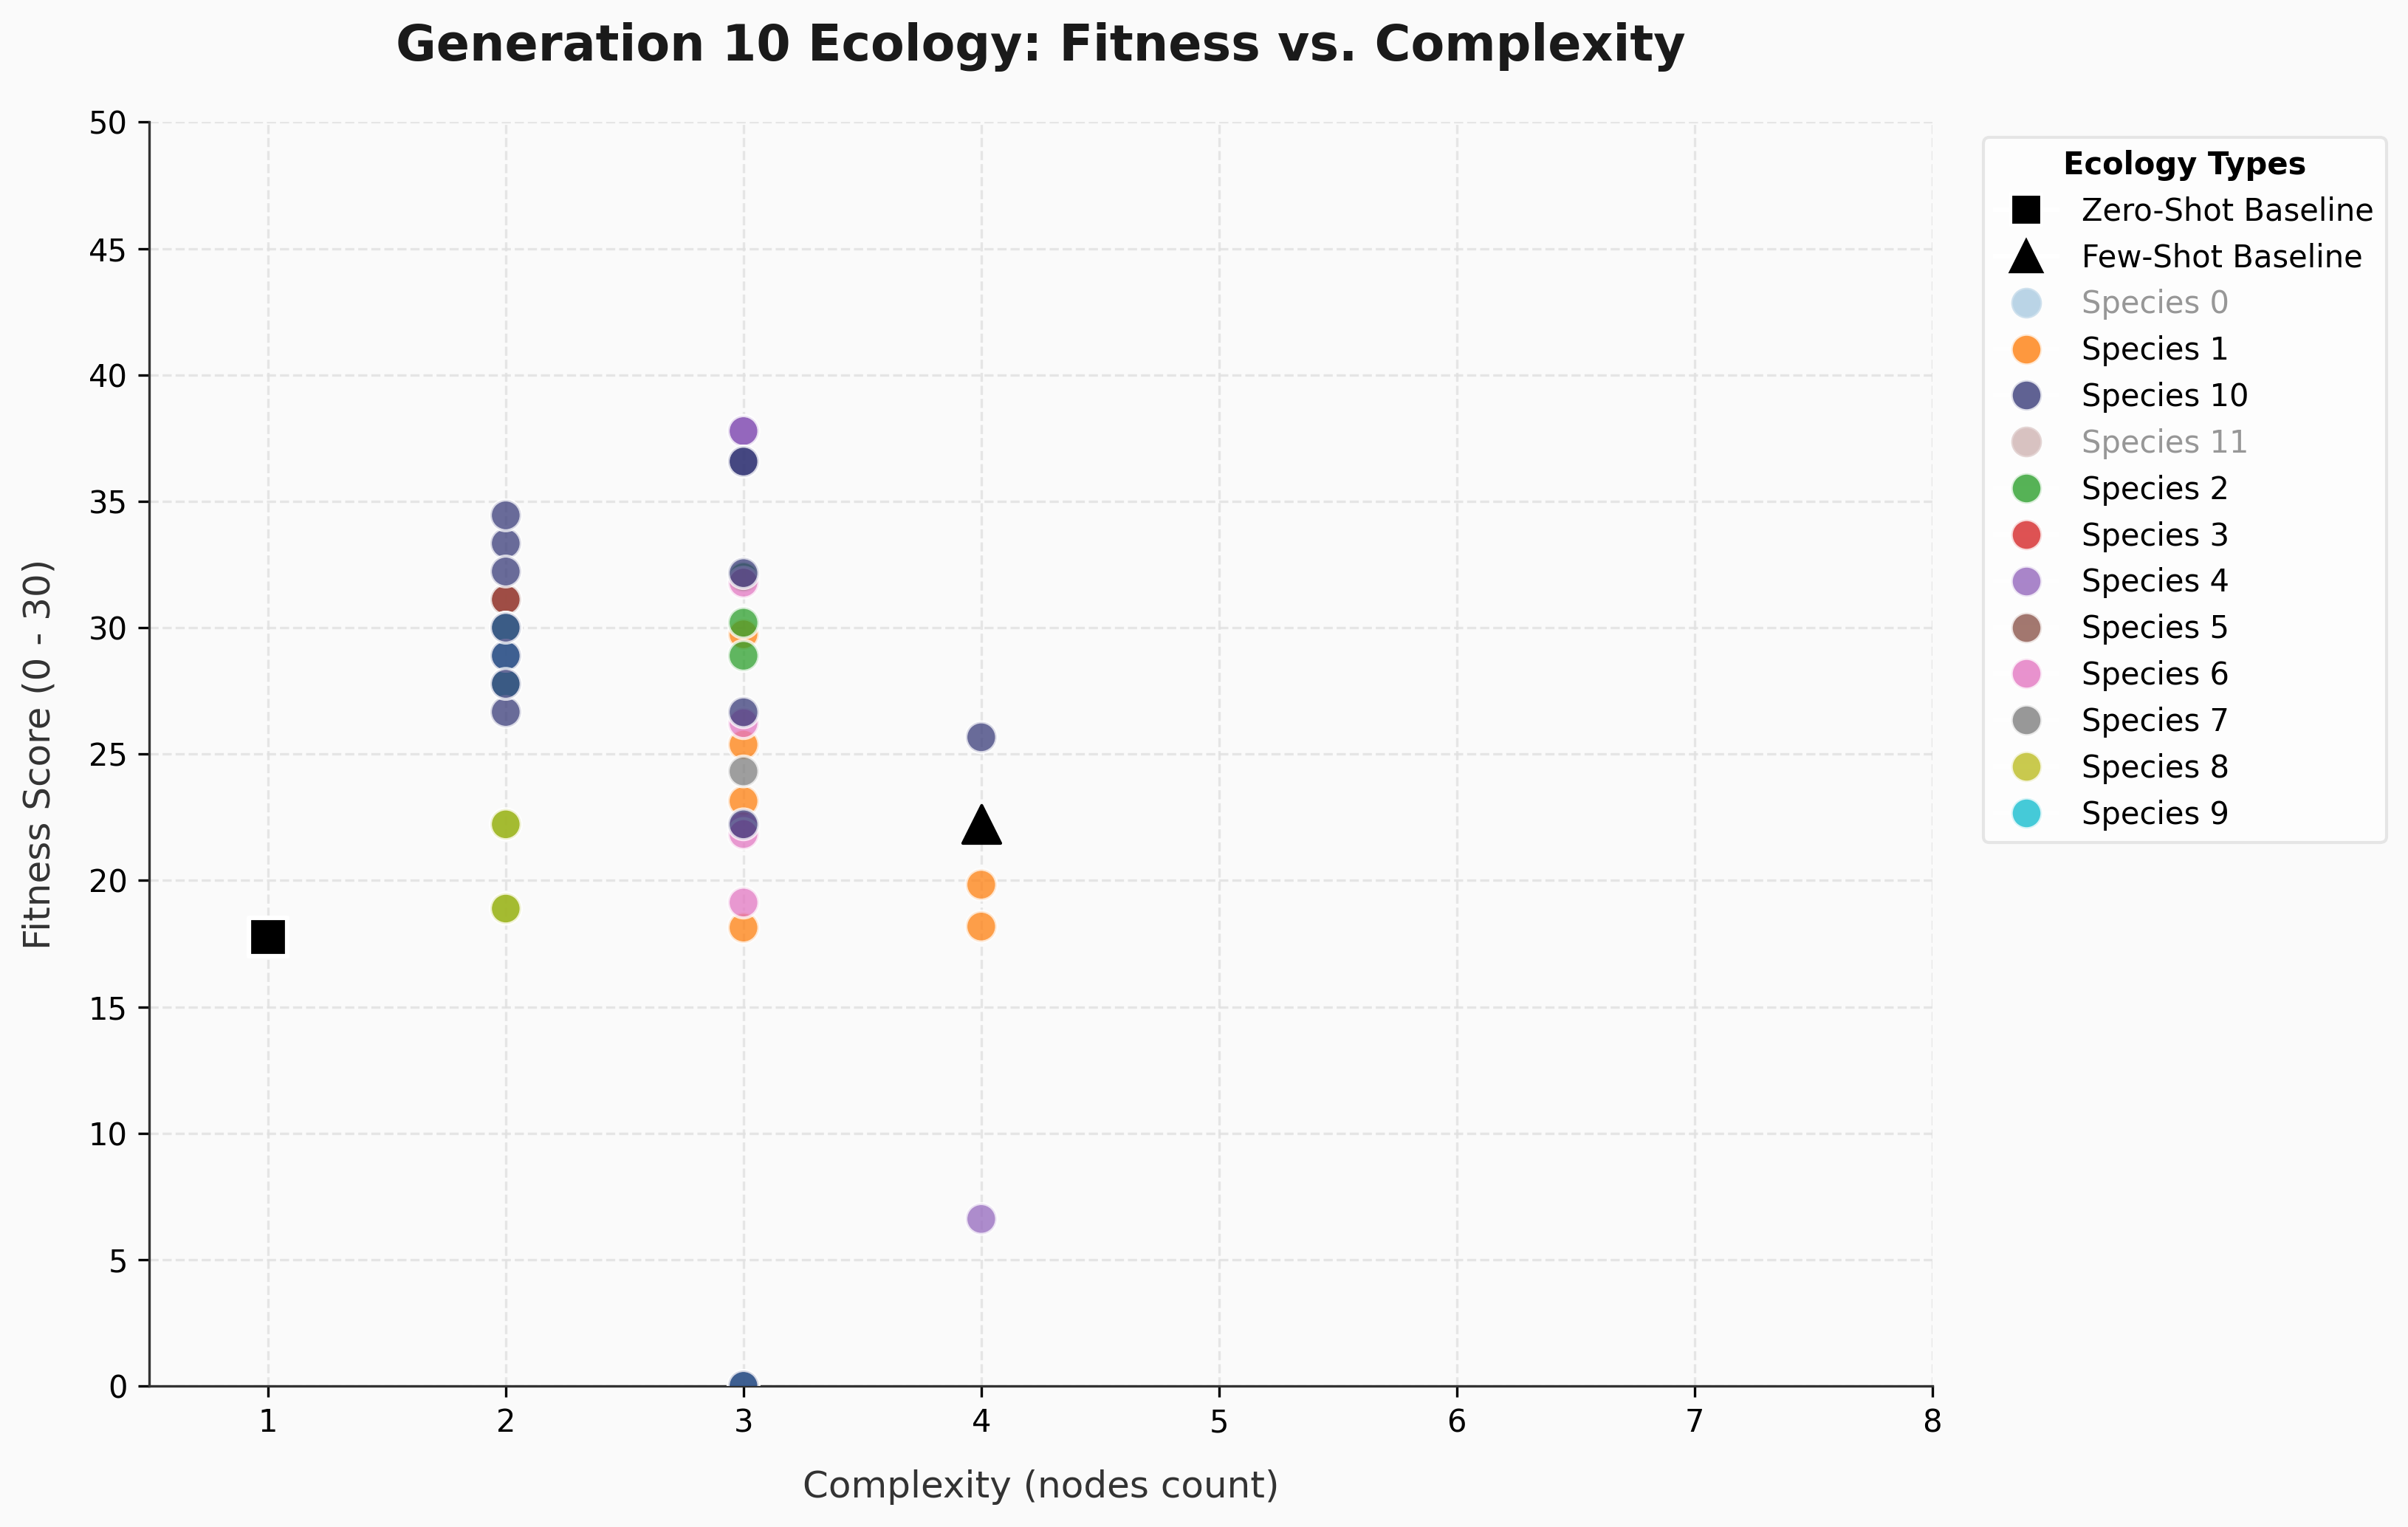 Generation 10 Ecology: Fitness vs. Complexity
50
45
40
35
30
25
20
15
10
5
0
Fitness Score (0 - 30)
1 2 3 4 5 6 7 8
Complexity (nodes count)
Ecology Types
Zero-Shot Baseline
Few-Shot Baseline
Species 0
Species 1
Species 10
Species 11
Species 2
Species 3
Species 4
Species 5
Species 6
Species 7
Species 8
Species 9